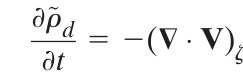 ∂ρ̃_d/∂t = −(∇ · V)_ζ